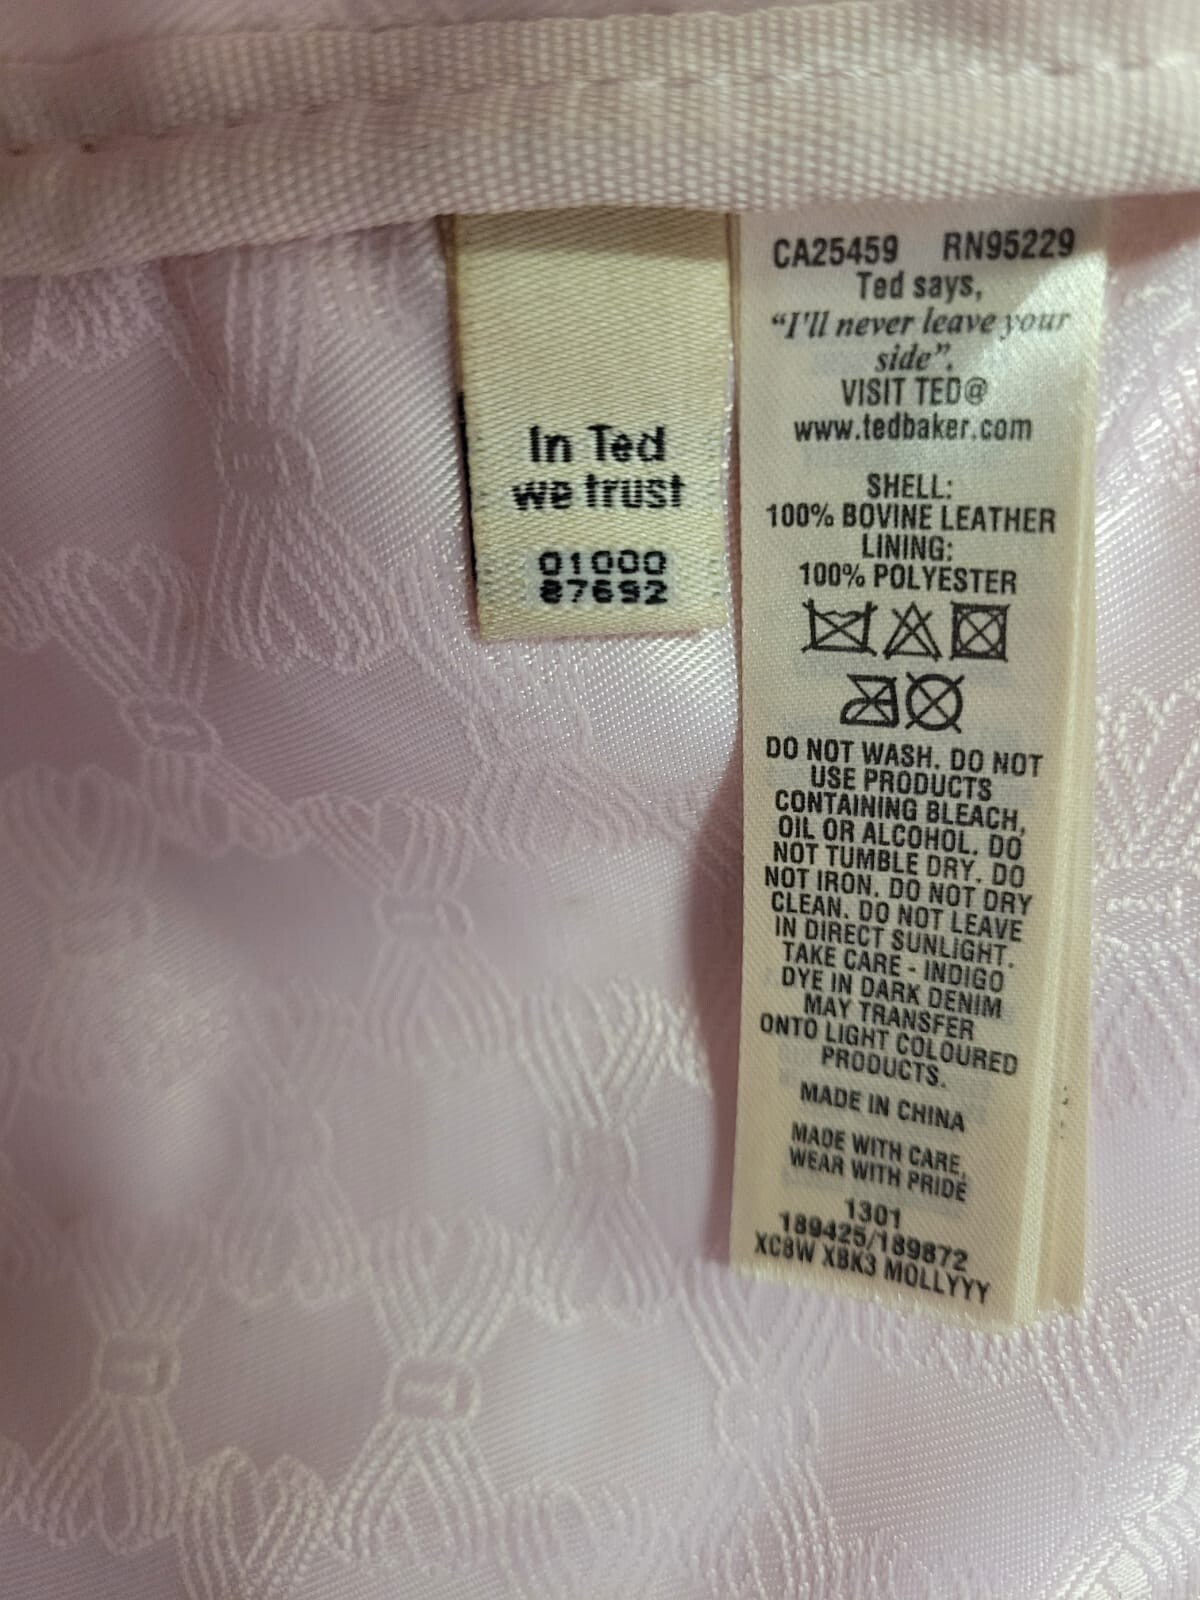 In Ted
we trust
01000
87692
CA25459 RN95229
Ted says,
“I'll never leave your
side”.
VISIT TED@
www.tedbaker.com
SHELL:
100% BOVINE LEATHER
LINING:
100% POLYESTER
DO NOT WASH. DO NOT
USE PRODUCTS
CONTAINING BLEACH,
OIL OR ALCOHOL. DO
NOT TUMBLE DRY. DO
NOT IRON. DO NOT DRY
CLEAN. DO NOT LEAVE
IN DIRECT SUNLIGHT.
TAKE CARE - INDIGO
DYE IN DARK DENIM
MAY TRANSFER
ONTO LIGHT COLOURED
PRODUCTS.
MADE IN CHINA
MADE WITH CARE,
WEAR WITH PRIDE
1301
189425/189872
XC8W XBK3 MOLLYYY